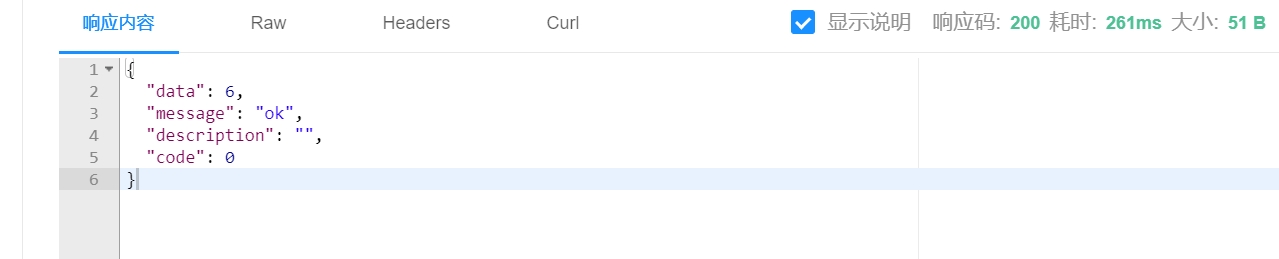 响应内容 Raw Headers Curl 显示说明 响应码: 200 耗时: 261ms 大小: 51 B
1 {
2 "data": 6,
3 "message": "ok",
4 "description": "",
5 "code": 0
6 }